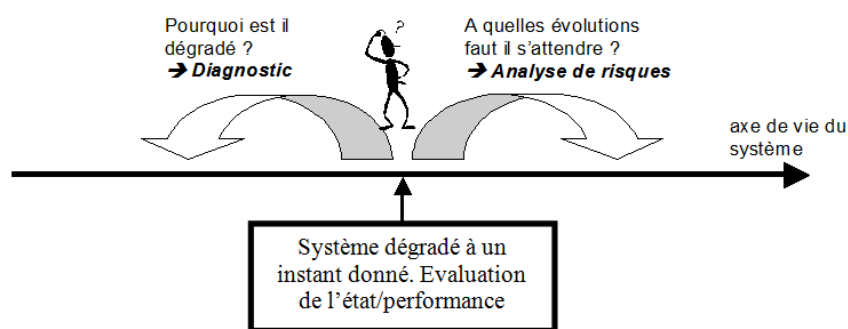 Pourquoi est il
dégradé ?
➔ Diagnostic
?
A quelles évolutions
faut il s'attendre ?
➔ Analyse de risques
axe de vie du
système
Système dégradé à un
instant donné. Evaluation
de l'état/performance